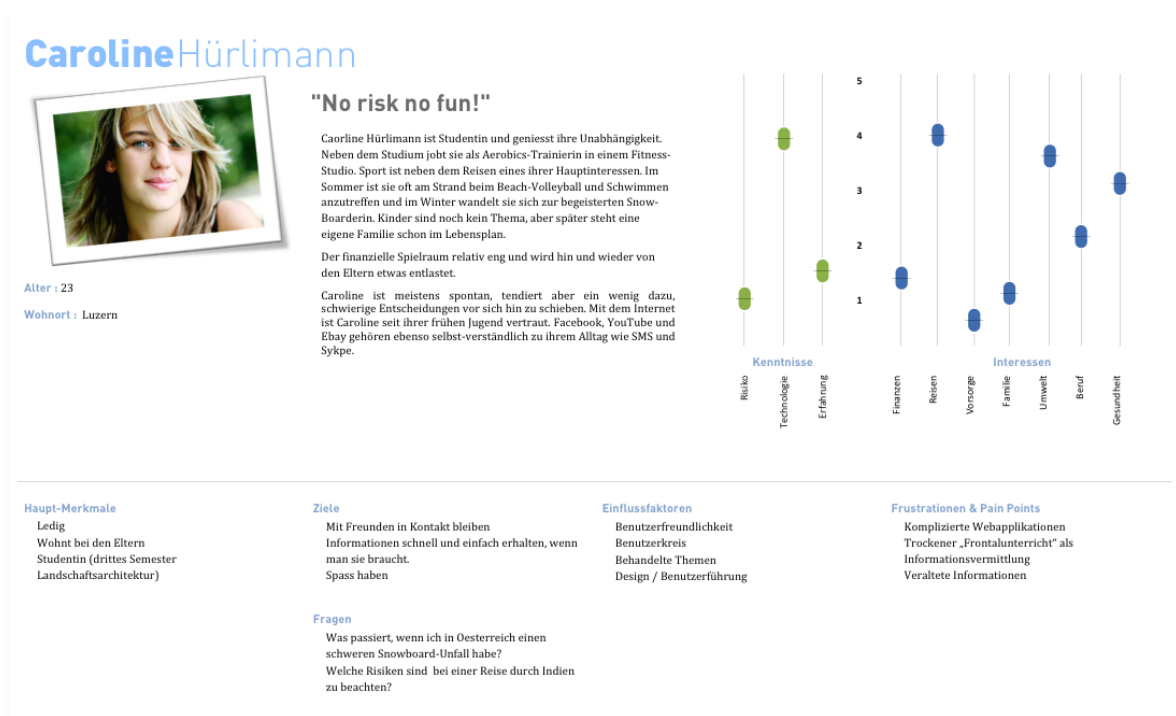 CarolineHürlimann
"No risk no fun!"
Caorline Hürlimann ist Studentin und geniesst ihre Unabhängigkeit.
Neben dem Studium jobt sie als Aerobics-Trainierin in einem Fitness-
Studio. Sport ist neben dem Reisen eines ihrer Hauptinteressen. Im
Sommer ist sie oft am Strand beim Beach-Volleyball und Schwimmen
anzutreffen und im Winter wandelt sie sich zur begeisterten Snow-
Boarderin. Kinder sind noch kein Thema, aber später steht eine
eigene Familie schon im Lebensplan.
Der finanzielle Spielraum relativ eng und wird hin und wieder von
den Eltern etwas entlastet.
Caroline ist meistens spontan, tendiert aber ein wenig dazu,
schwierige Entscheidungen vor sich hin zu schieben. Mit dem Internet
ist Caroline seit ihrer frühen Jugend vertraut. Facebook, YouTube und
Ebay gehören ebenso selbst-verständlich zu ihrem Alltag wie SMS und
Sykpe.
Alter : 23
Wohnort : Luzern
5
4
3
2
1
Kenntnisse
Risiko
Technologie
Erfahrung
Interessen
Finanzen
Reisen
Vorsorge
Familie
Umwelt
Beruf
Gesundheit
Haupt-Merkmale
Ledig
Wohnt bei den Eltern
Studentin (drittes Semester
Landschaftsarchitektur)
Ziele
Mit Freunden in Kontakt bleiben
Informationen schnell und einfach erhalten, wenn
man sie braucht.
Spass haben
Fragen
Was passiert, wenn ich in Oesterreich einen
schweren Snowboard-Unfall habe?
Welche Risiken sind bei einer Reise durch Indien
zu beachten?
Einflussfaktoren
Benutzerfreundlichkeit
Benutzerkreis
Behandelte Themen
Design / Benutzerführung
Frustrationen & Pain Points
Komplizierte Webapplikationen
Trockener „Frontalunterricht" als
Informationsvermittlung
Veraltete Informationen